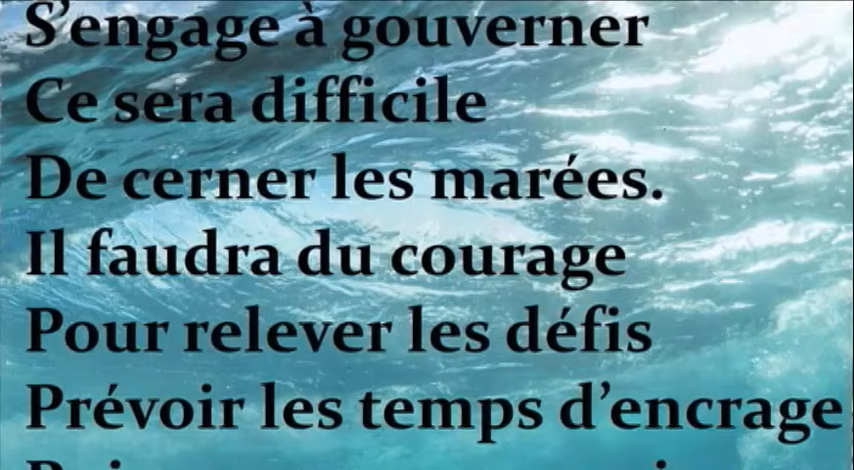 S'engage à gouverner
Ce sera difficile
De cerner les marées.
Il faudra du courage
Pour relever les défis
Prévoir les temps d'encrage